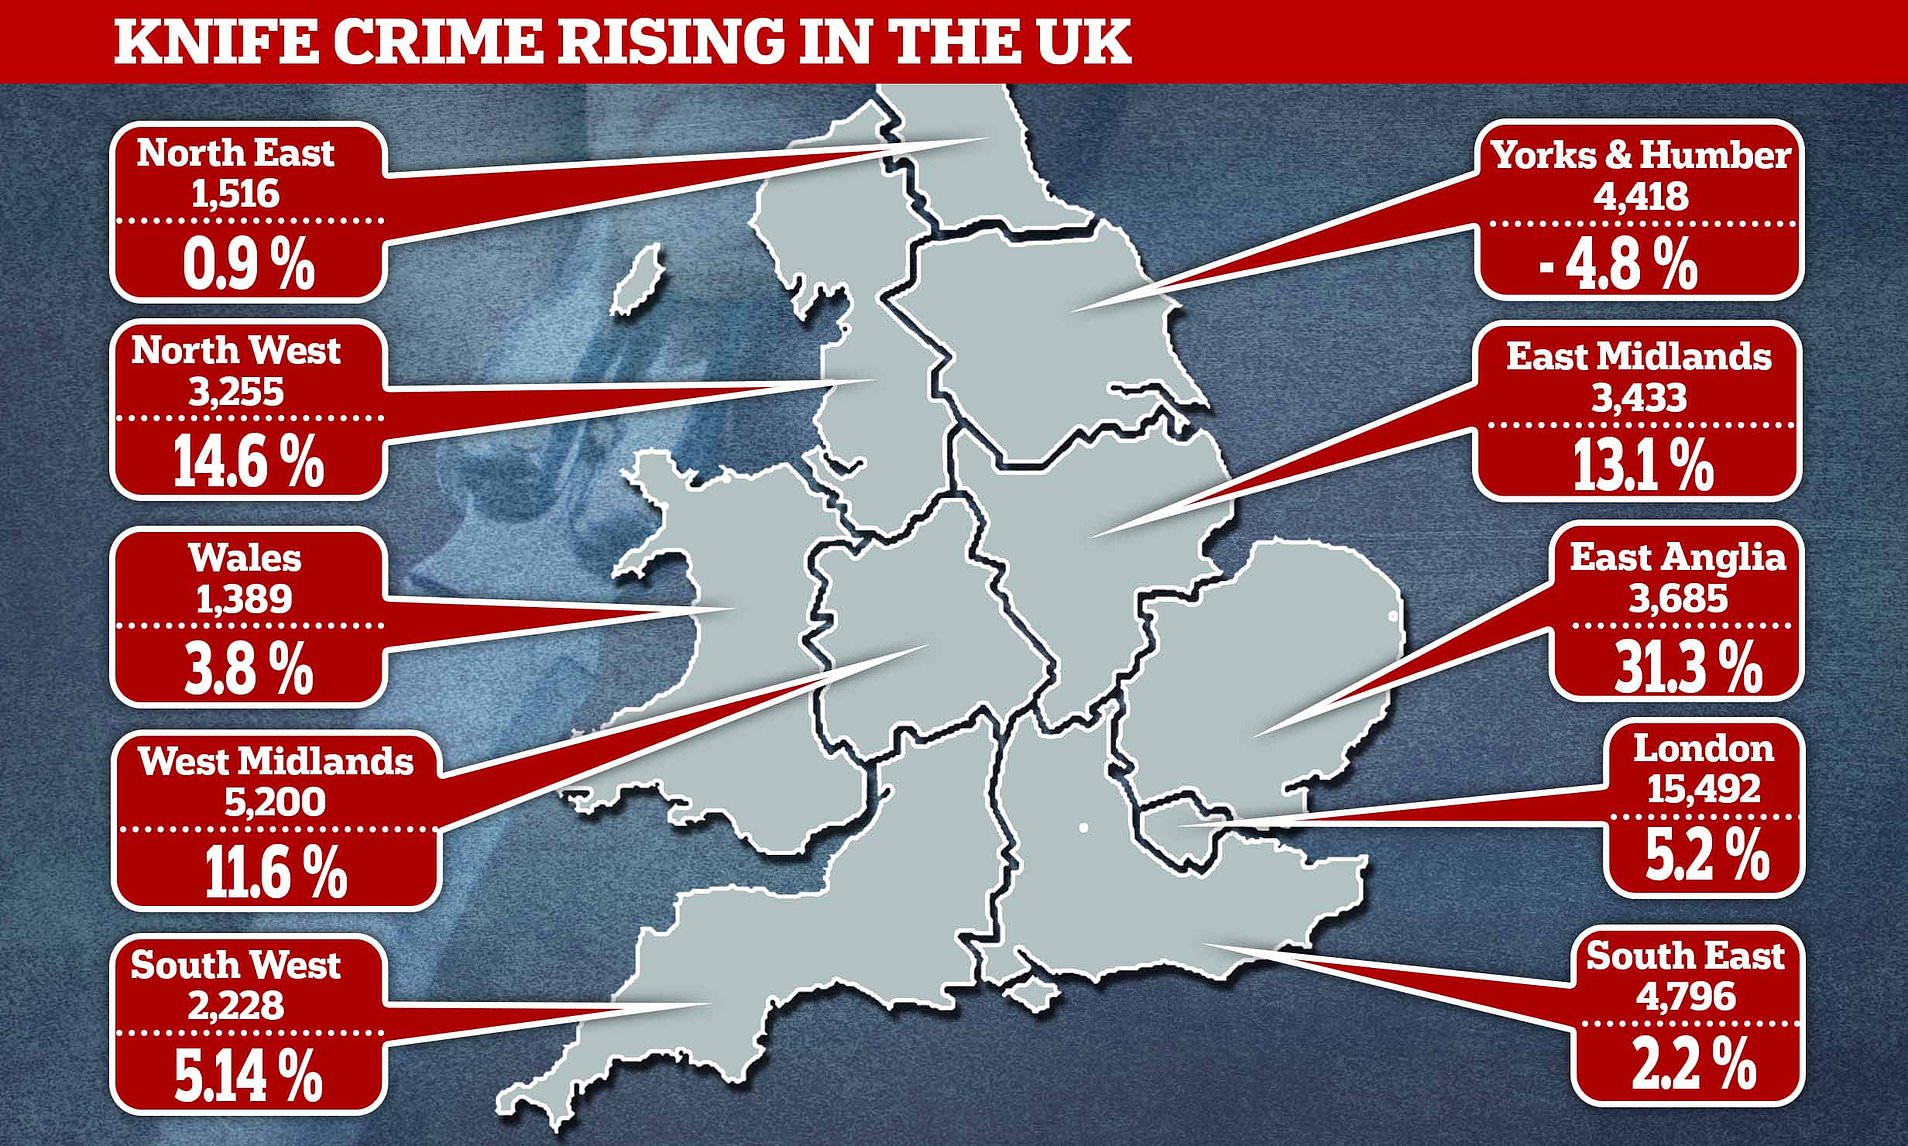 KNIFE CRIME RISING IN THE UK
North East
1,516
0.9 %
North West
3,255
14.6 %
Wales
1,389
3.8 %
West Midlands
5,200
11.6 %
South West
2,228
5.14 %
Yorks & Humber
4,418
- 4.8 %
East Midlands
3,433
13.1 %
East Anglia
3,685
31.3 %
London
15,492
5.2 %
South East
4,796
2.2 %